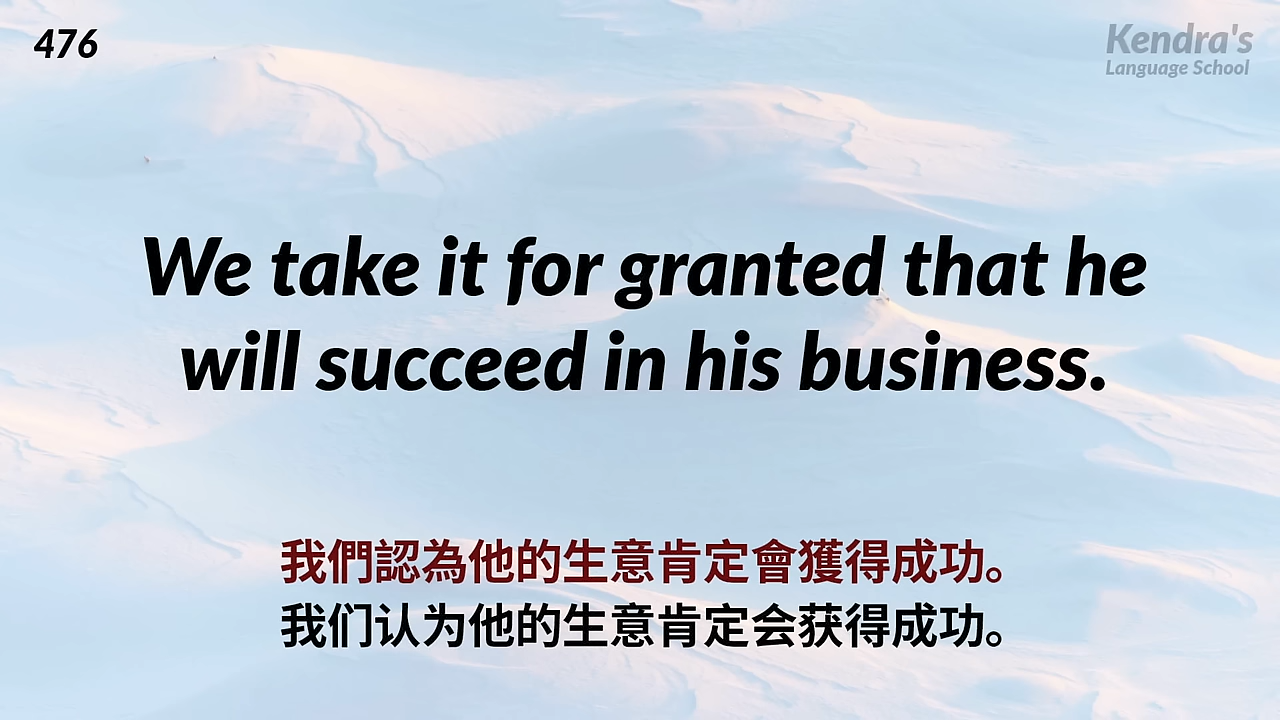 476
Kendra's
Language School
We take it for granted that he
will succeed in his business.
我們認為他的生意肯定會獲得成功。
我们认为他的生意肯定会获得成功。